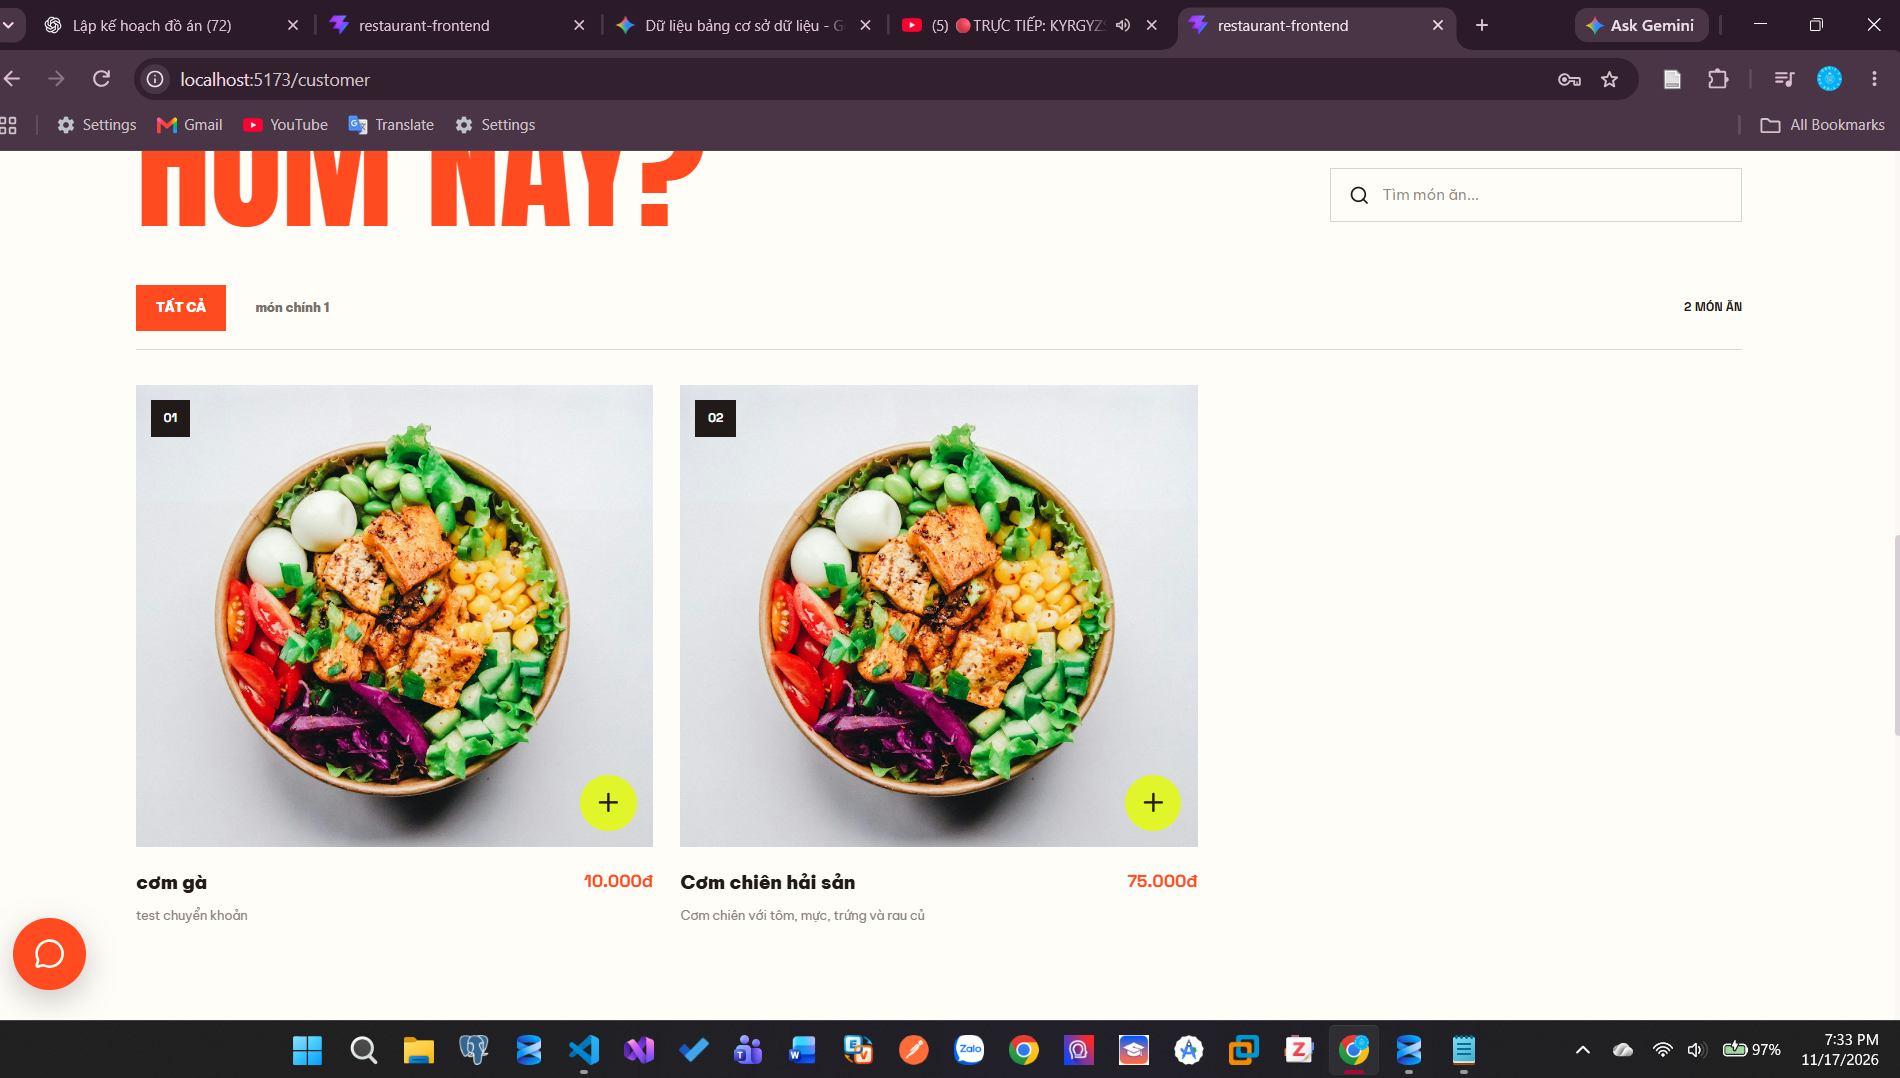 Lập kế hoạch đồ án (72)
restaurant-frontend
Dữ liệu bảng cơ sở dữ liệu - G
(5) 🔴TRỰC TIẾP: KYRGYZS
restaurant-frontend
Ask Gemini
localhost:5173/customer
Settings
Gmail
YouTube
Translate
Settings
All Bookmarks
HÔM NAY?
Tìm món ăn...
TẤT CẢ
món chính 1
2 MÓN ĂN
01
02
cơm gà
10.000đ
Cơm chiên hải sản
75.000đ
test chuyển khoản
Cơm chiên với tôm, mực, trứng và rau củ
Zalo
97%
7:33 PM
11/17/2026